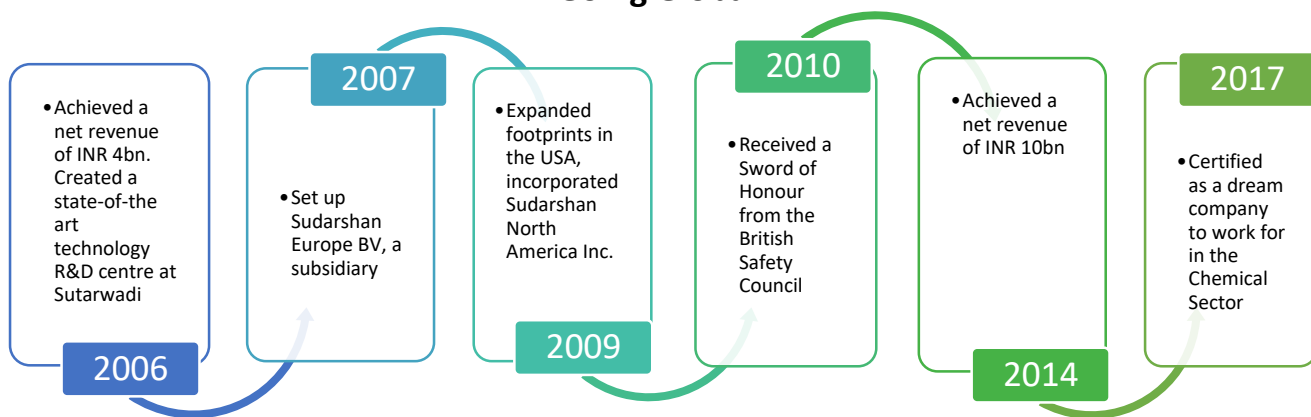 •Achieved a
net revenue
of INR 4bn.
Created a
state-of-the
art
technology
R&D centre at
Sutarwadi
2006
2007
•Set up
Sudarshan
Europe BV, a
subsidiary
•Expanded
footprints in
the USA,
incorporated
Sudarshan
North
America Inc.
2009
2010
•Received a
Sword of
Honour
from the
British
Safety
Council
•Achieved a
net revenue
of INR 10bn
2014
2017
•Certified
as a dream
company
to work for
in the
Chemical
Sector